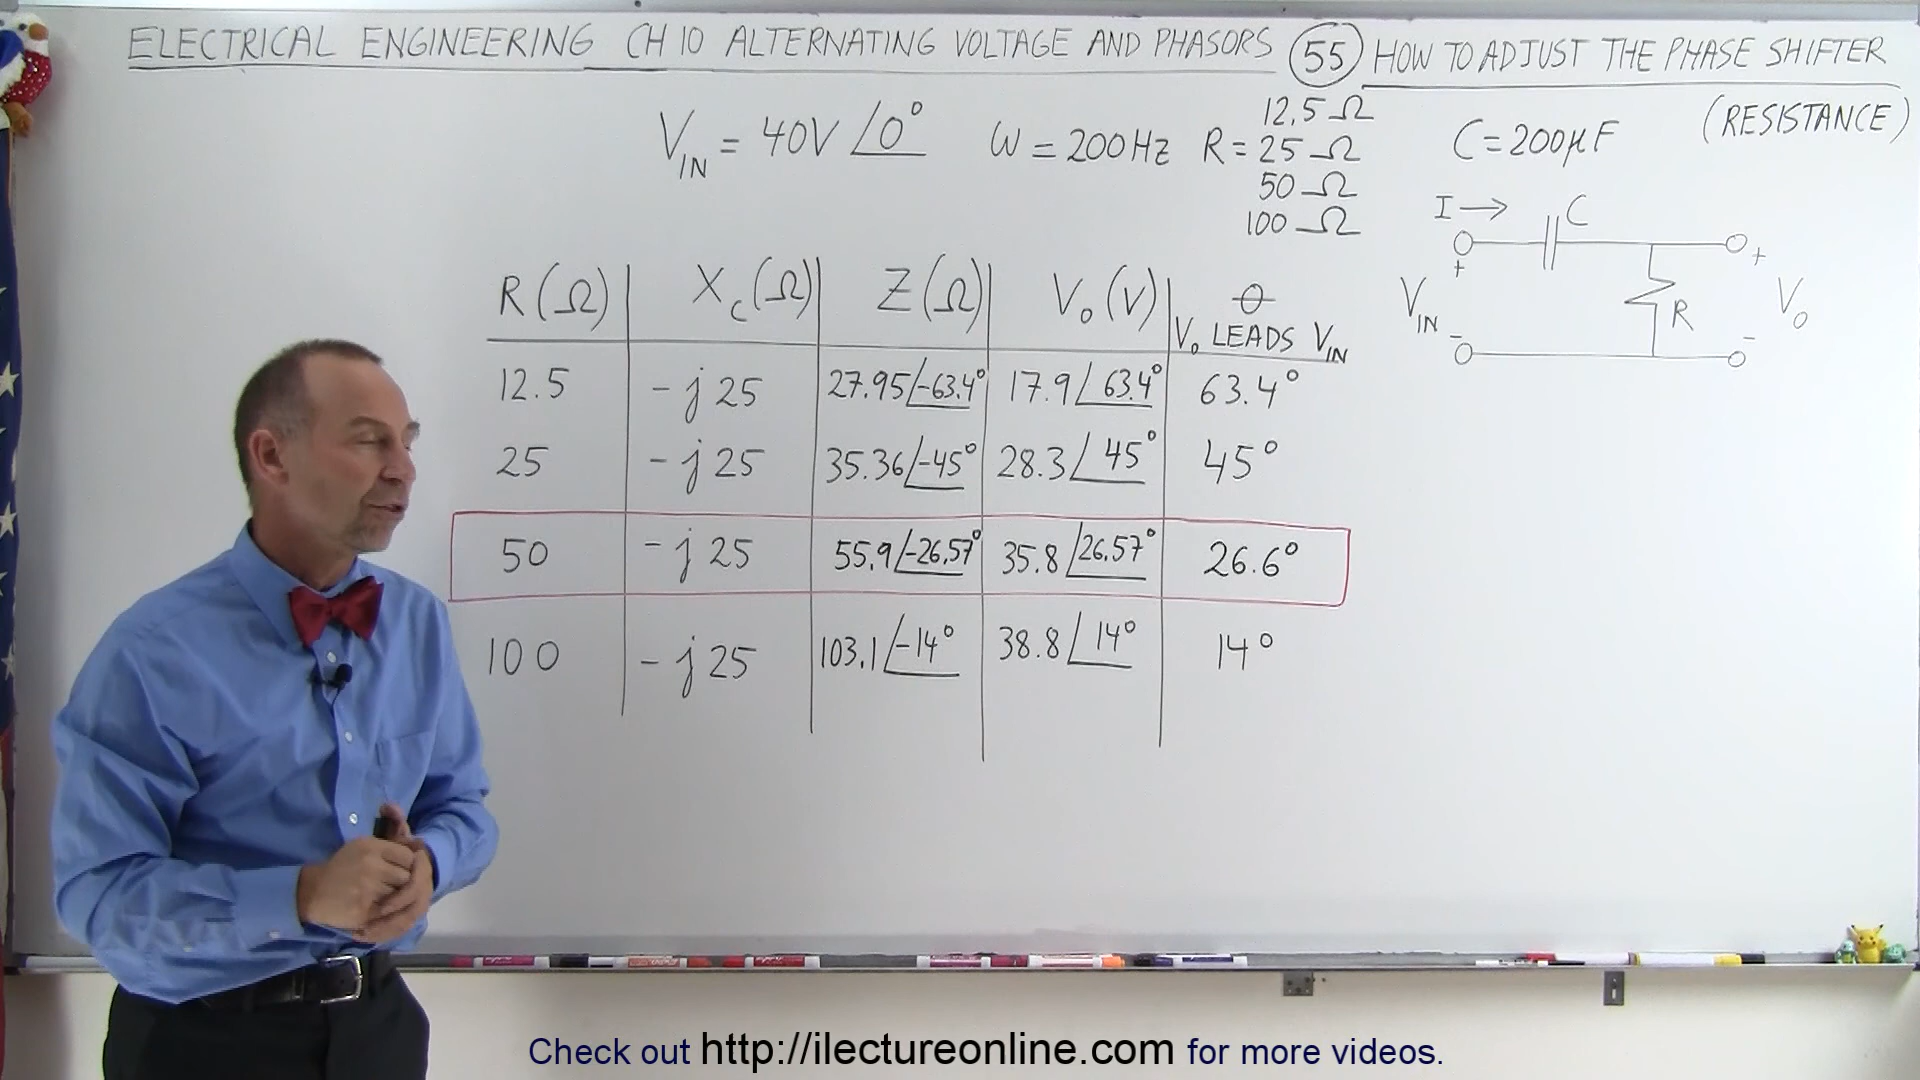 ELECTRICAL ENGINEERING CH 10 ALTERNATING VOLTAGE AND PHASORS 55 HOW TO ADJUST THE PHASE SHIFTER
(RESISTANCE)
V_IN = 40V ∠0° ω = 200 Hz R = 12.5 Ω
25 Ω
50 Ω
100 Ω
C = 200 μF
I → C
+ +
V_IN R V_o
- -
R (Ω) X_c (Ω) Z (Ω) V_o (V) θ
V_o LEADS V_IN
12.5 -j 25 27.95 ∠-63.4° 17.9 ∠63.4° 63.4°
25 -j 25 35.36 ∠-45° 28.3 ∠45° 45°
50 -j 25 55.9 ∠-26.57° 35.8 ∠26.57° 26.6°
100 -j 25 103.1 ∠-14° 38.8 ∠14° 14°
Check out http://ilectureonline.com for more videos.